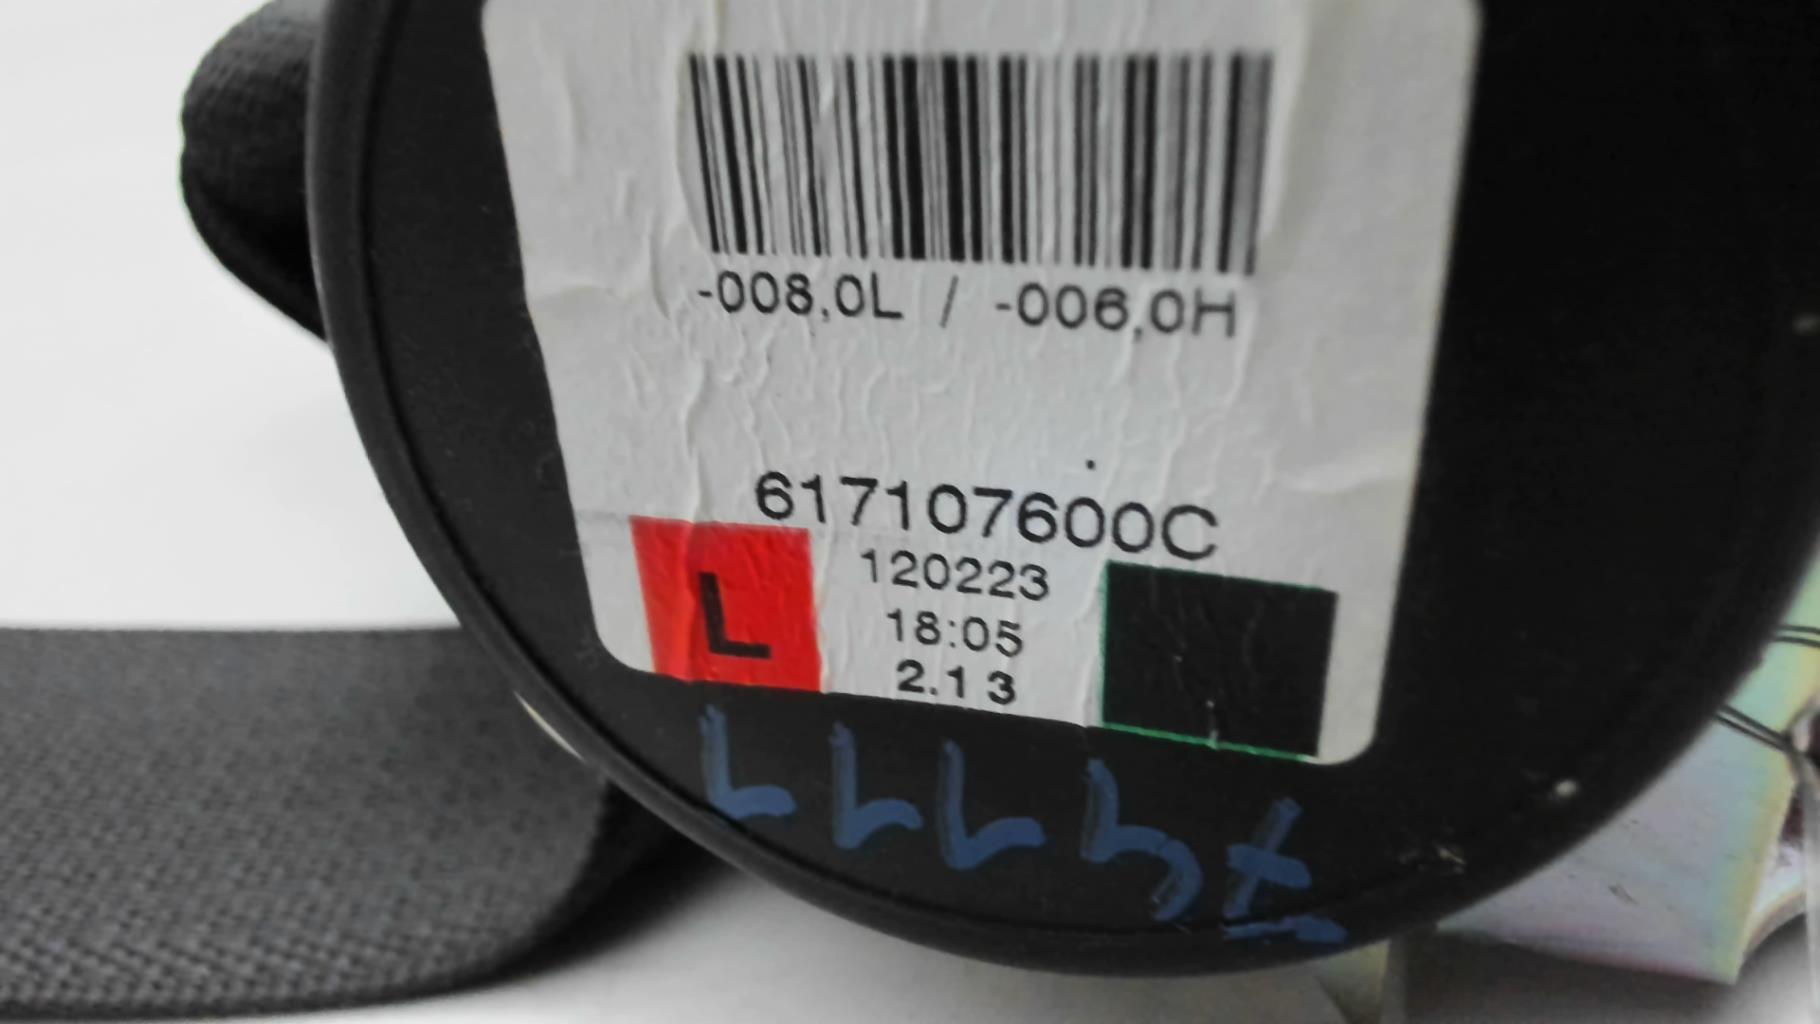 -008,0L / -006,0H
617107600C
L
120223
18:05
2.13